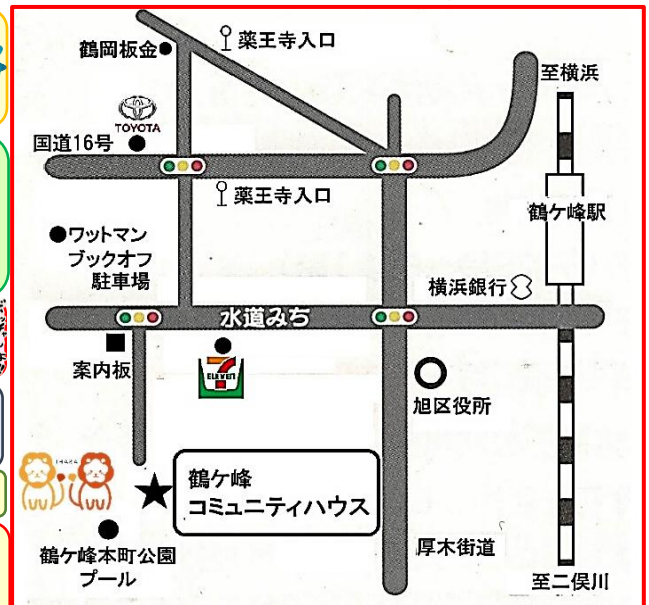 薬王寺入口
鶴岡板金
至横浜
TOYOTA
国道16号
薬王寺入口
鶴ケ峰駅
ワットマン
ブックオフ
駐車場
横浜銀行
水道みち
案内板
7
ELEVEN
旭区役所
鶴ケ峰
コミュニティハウス
厚木街道
鶴ケ峰本町公園
プール
至二俣川